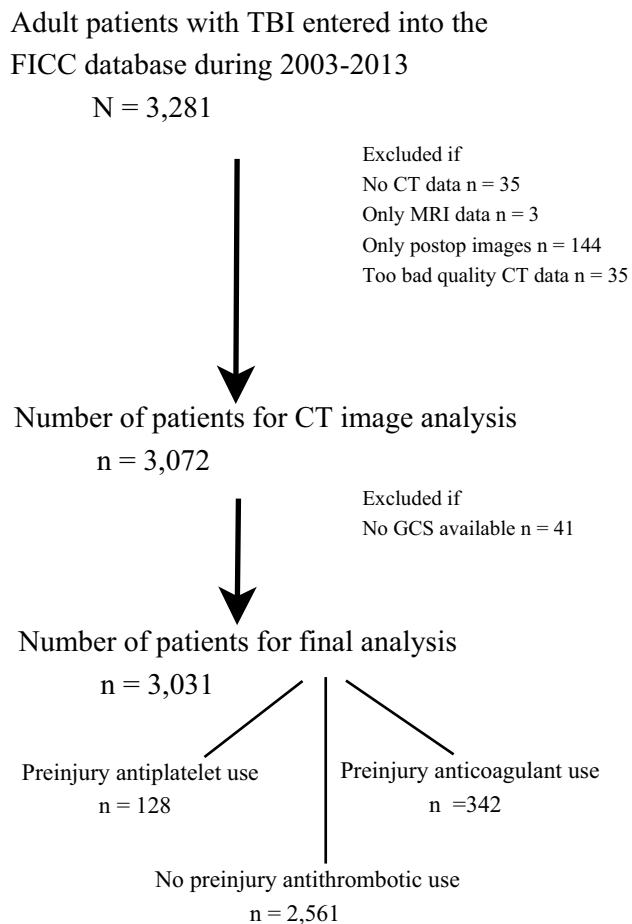 Adult patients with TBI entered into the
FICC database during 2003-2013
N = 3,281
Excluded if
No CT data n = 35
Only MRI data n = 3
Only postop images n = 144
Too bad quality CT data n = 35
Number of patients for CT image analysis
n = 3,072
Excluded if
No GCS available n = 41
Number of patients for final analysis
n = 3,031
Preinjury antiplatelet use
n = 128
Preinjury anticoagulant use
n =342
No preinjury antithrombotic use
n = 2,561